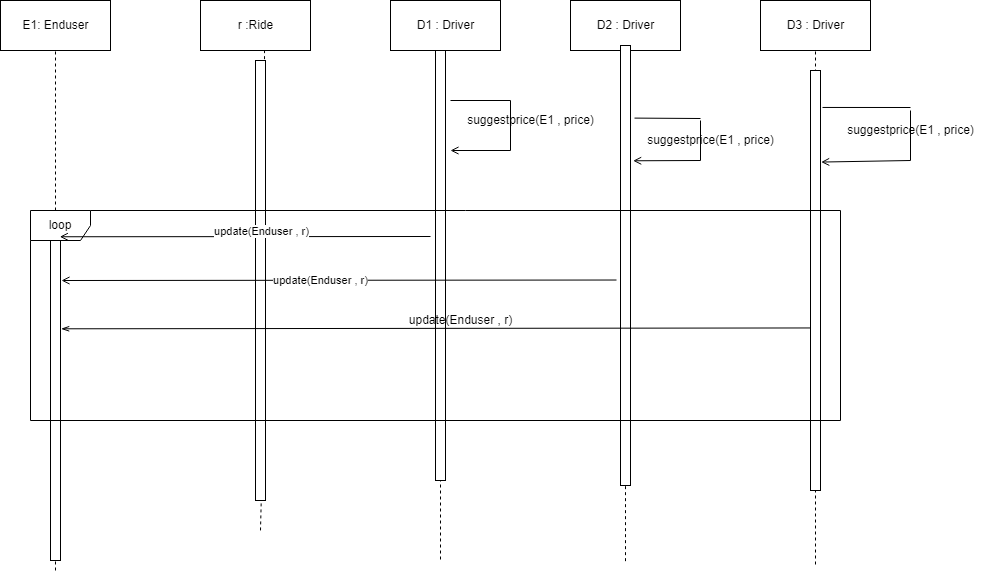 E1: Enduser
r :Ride
D1 : Driver
D2 : Driver
D3 : Driver
suggestprice(E1 , price)
suggestprice(E1 , price)
suggestprice(E1 , price)
loop
update(Enduser , r)
update(Enduser , r)
update(Enduser , r)